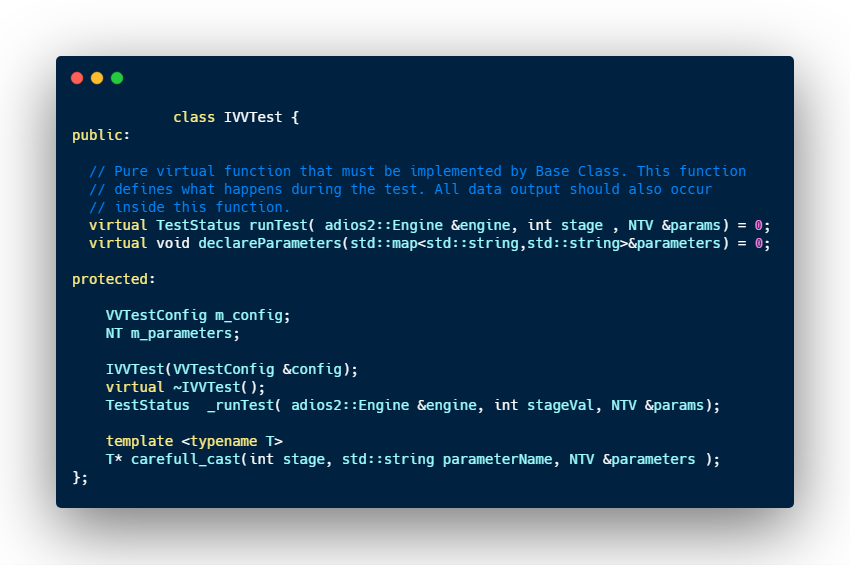 class IVVTest {
public:
// Pure virtual function that must be implemented by Base Class. This function
// defines what happens during the test. All data output should also occur
// inside this function.
virtual TestStatus runTest( adios2::Engine &engine, int stage , NTV &params) = 0;
virtual void declareParameters(std::map<std::string,std::string>&parameters) = 0;
protected:
VVTestConfig m_config;
NT m_parameters;
IVVTest(VVTestConfig &config);
virtual ~IVVTest();
TestStatus  _runTest( adios2::Engine &engine, int stageVal, NTV &params);
template <typename T>
T* carefull_cast(int stage, std::string parameterName, NTV &parameters );
};